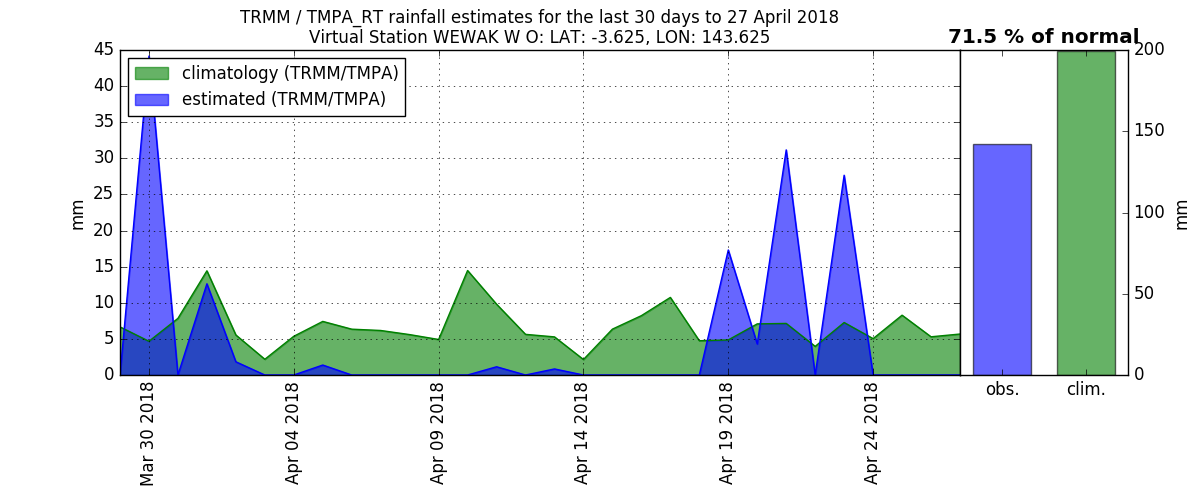 TRMM / TMPA_RT rainfall estimates for the last 30 days to 27 April 2018
Virtual Station WEWAK W O: LAT: -3.625, LON: 143.625
71.5 % of normal
climatology (TRMM/TMPA)
estimated (TRMM/TMPA)
45
40
35
30
25
20
15
10
5
0
mm
Mar 30 2018
Apr 04 2018
Apr 09 2018
Apr 14 2018
Apr 19 2018
Apr 24 2018
200
150
100
50
0
mm
obs.
clim.